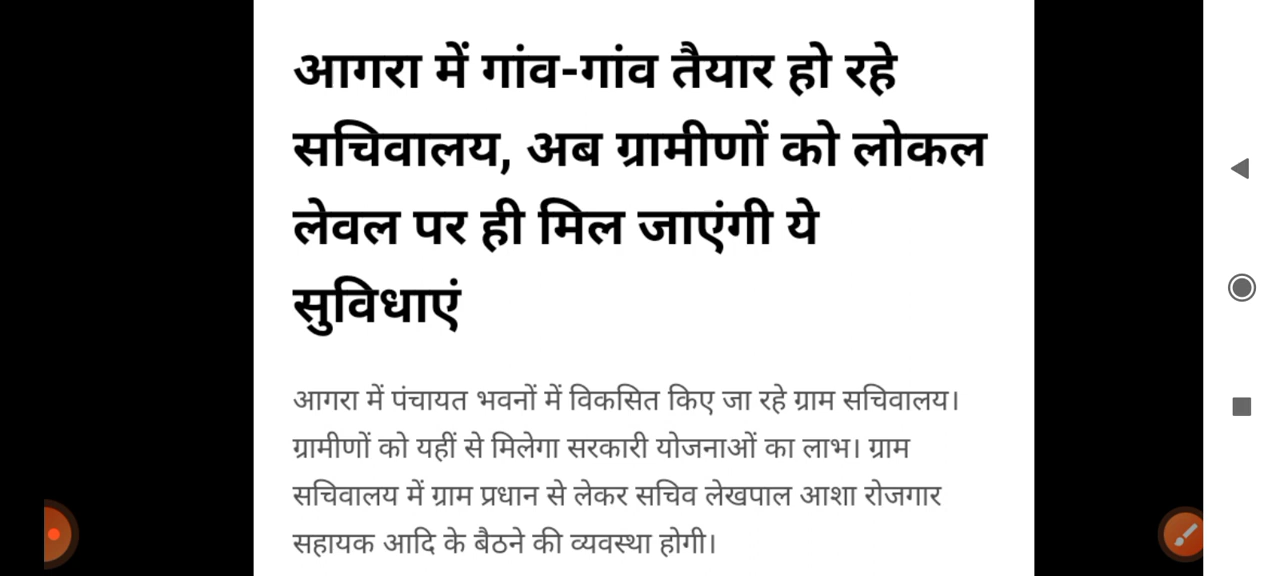 आगरा में गांव-गांव तैयार हो रहे
सचिवालय, अब ग्रामीणों को लोकल
लेवल पर ही मिल जाएंगी ये
सुविधाएं
आगरा में पंचायत भवनों में विकसित किए जा रहे ग्राम सचिवालय।
ग्रामीणों को यहीं से मिलेगा सरकारी योजनाओं का लाभ। ग्राम
सचिवालय में ग्राम प्रधान से लेकर सचिव लेखपाल आशा रोजगार
सहायक आदि के बैठने की व्यवस्था होगी।